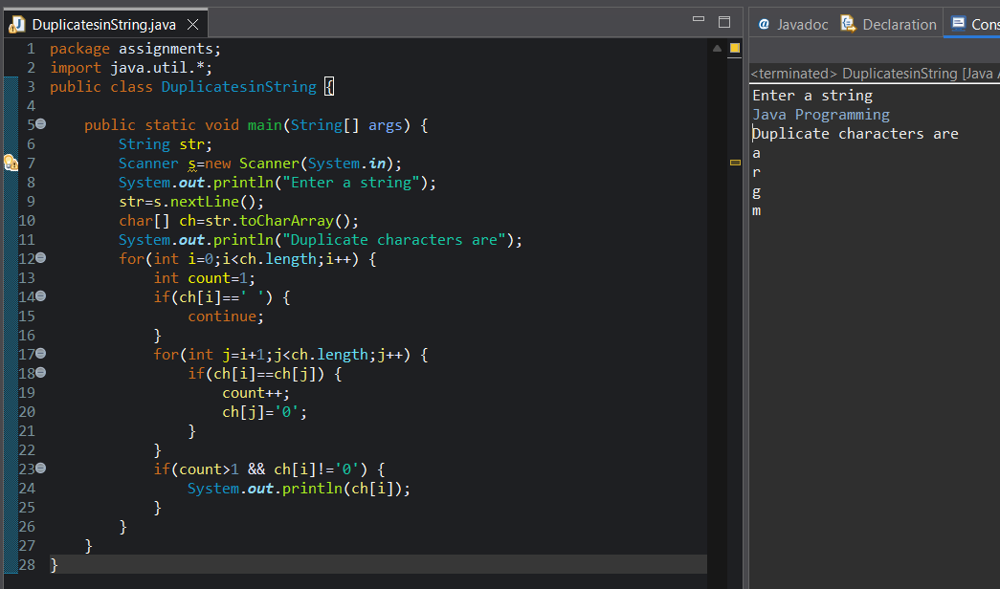 DuplicatesinString.java
1 package assignments;
2 import java.util.*;
3 public class DuplicatesinString {
4
5 public static void main(String[] args) {
6 String str;
7 Scanner s=new Scanner(System.in);
8 System.out.println("Enter a string");
9 str=s.nextLine();
10 char[] ch=str.toCharArray();
11 System.out.println("Duplicate characters are");
12 for(int i=0;i<ch.length;i++) {
13 int count=1;
14 if(ch[i]==' ') {
15 continue;
16 }
17 for(int j=i+1;j<ch.length;j++) {
18 if(ch[i]==ch[j]) {
19 count++;
20 ch[j]='0';
21 }
22 }
23 if(count>1 && ch[i]!='0') {
24 System.out.println(ch[i]);
25 }
26 }
27 }
28 }
@ Javadoc Declaration Cons
<terminated> DuplicatesinString [Java A
Enter a string
Java Programming
Duplicate characters are
a
r
g
m